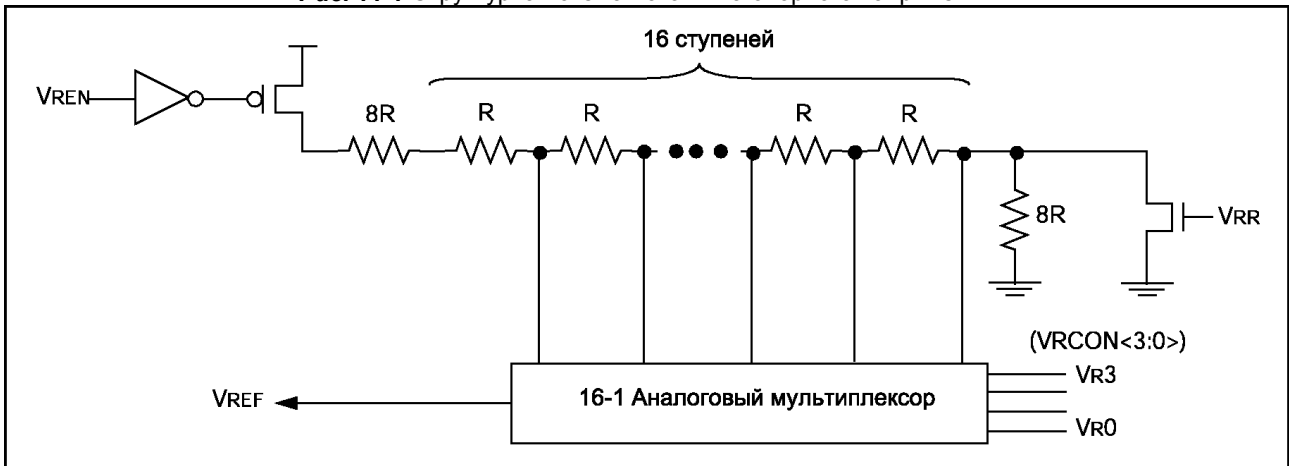 16 ступеней
VREN
8R
R
R
R
R
8R
VRR
(VRCON<3:0>)
VR3
16-1 Аналоговый мультиплексор
VREF
VR0